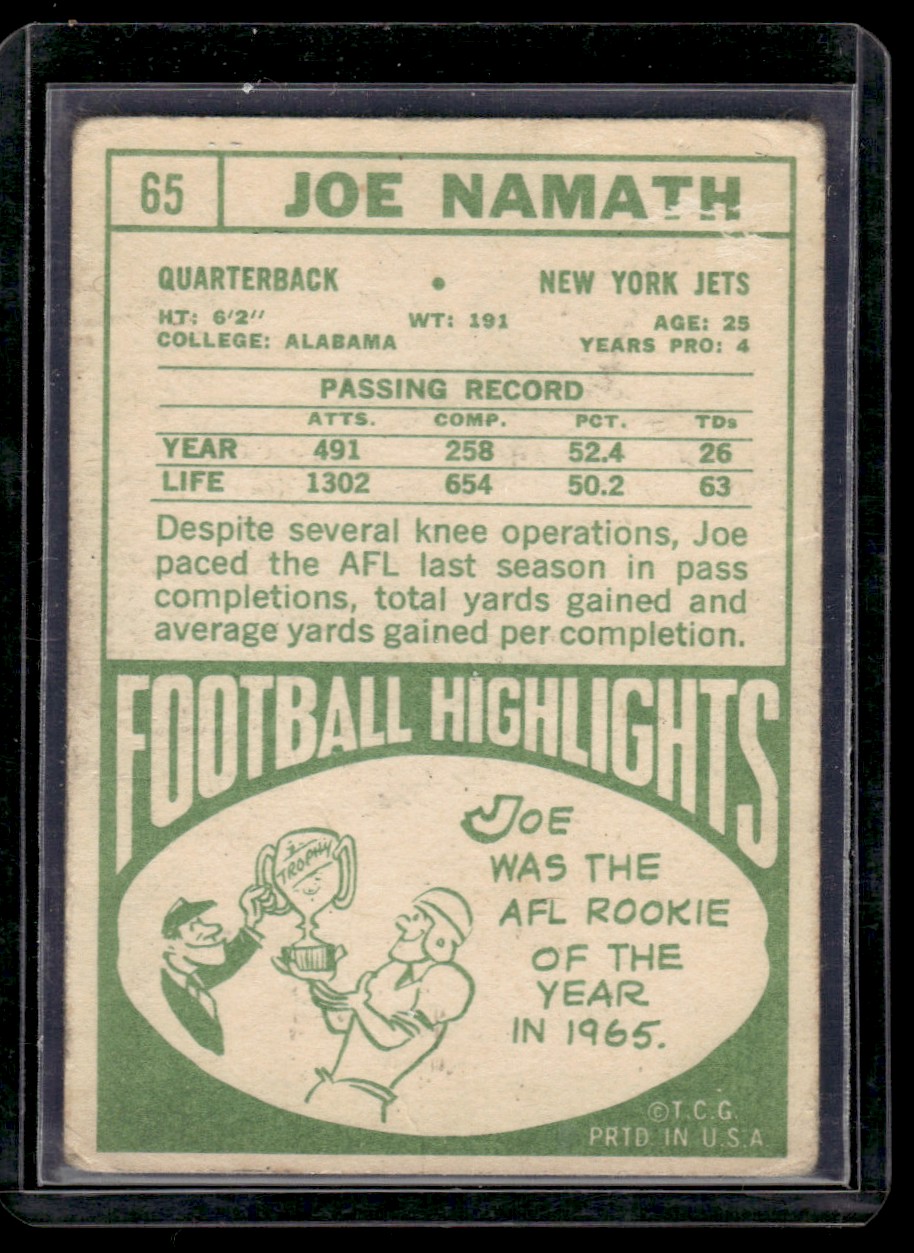 65 JOE NAMATH
QUARTERBACK • NEW YORK JETS
HT: 6'2" WT: 191 AGE: 25
COLLEGE: ALABAMA YEARS PRO: 4
PASSING RECORD
ATTS. COMP. PCT. TDs
YEAR 491 258 52.4 26
LIFE 1302 654 50.2 63
Despite several knee operations, Joe
paced the AFL last season in pass
completions, total yards gained and
average yards gained per completion.
FOOTBALL HIGHLIGHTS
TROPHY
JOE
WAS THE
AFL ROOKIE
OF THE
YEAR
IN 1965.
©T.C.G.
PRTD IN U.S.A